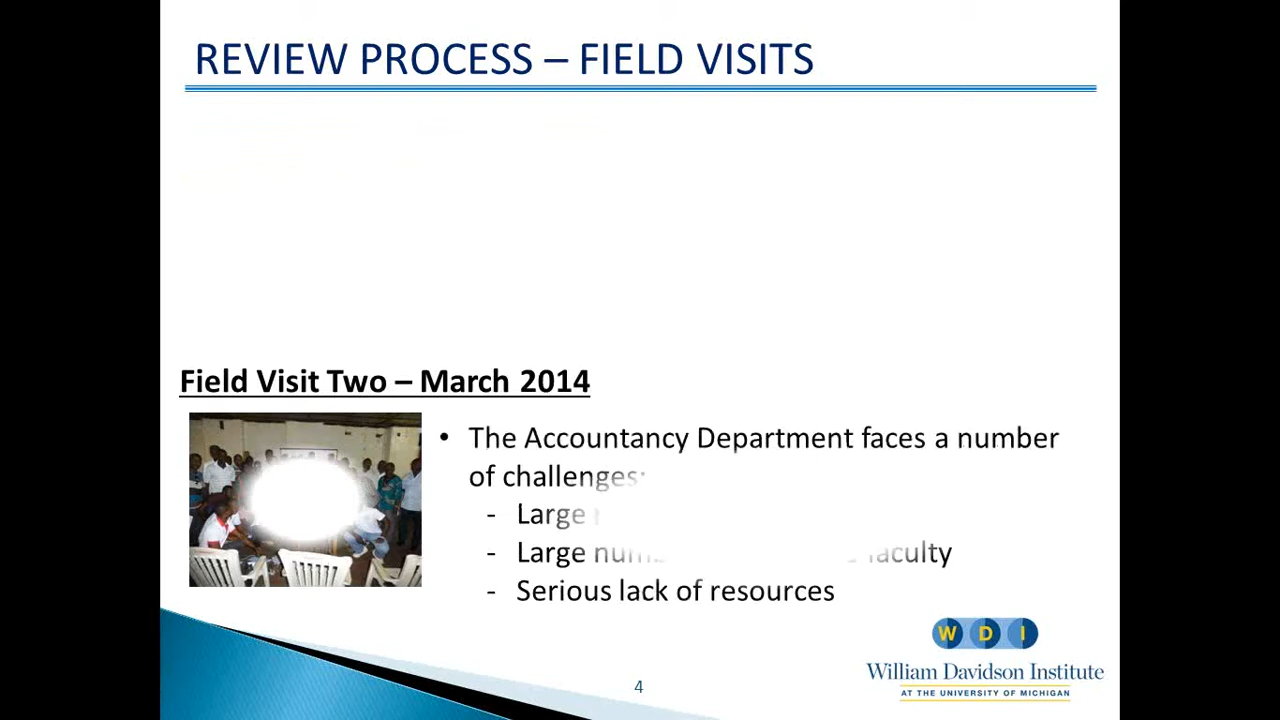 REVIEW PROCESS – FIELD VISITS
Field Visit Two – March 2014
• The Accountancy Department faces a number
of challenges:
- Large
- Large faculty
- Serious lack of resources
W D I
William Davidson Institute
AT THE UNIVERSITY OF MICHIGAN
4